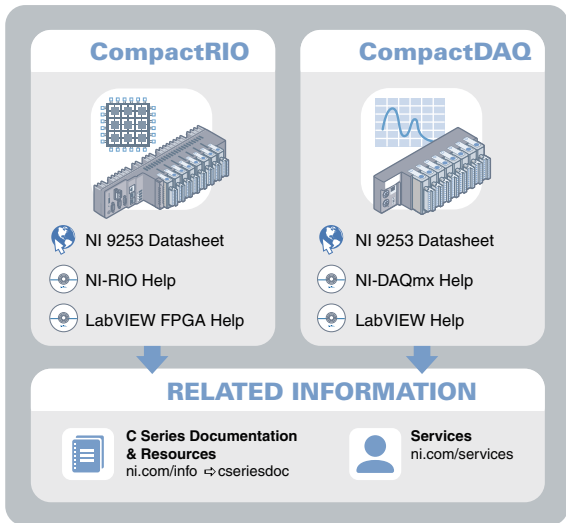 CompactRIO
NI 9253 Datasheet
NI-RIO Help
LabVIEW FPGA Help
CompactDAQ
NI 9253 Datasheet
NI-DAQmx Help
LabVIEW Help
RELATED INFORMATION
C Series Documentation
& Resources
ni.com/info ⇨ cseriesdoc
Services
ni.com/services